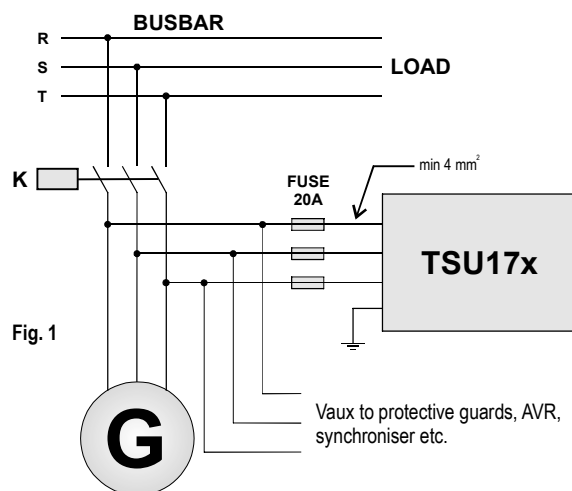 BUSBAR
R
S
LOAD
T
K
min 4 mm²
FUSE
20A
TSU17x
Fig. 1
G
Vaux to protective guards, AVR,
synchroniser etc.